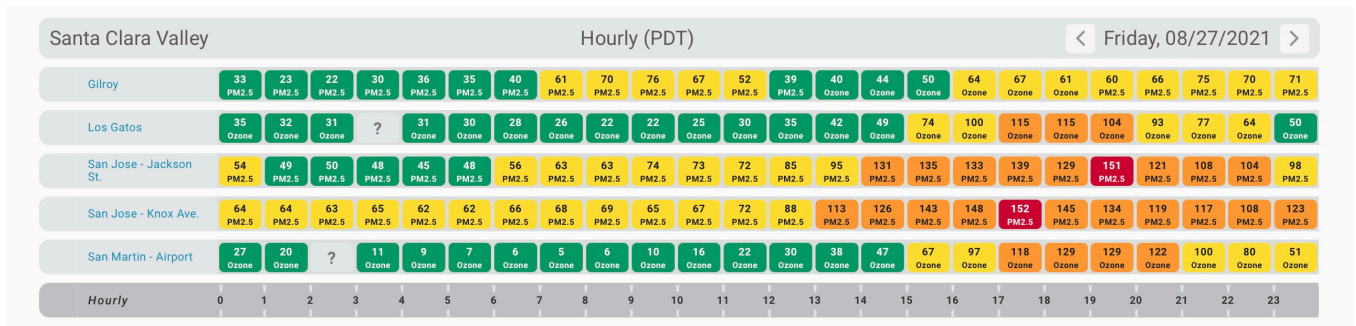 Santa Clara Valley Hourly (PDT) < Friday, 08/27/2021 >
33 23 22 30 36 35 40 61 70 76 67 52 39 40 44 50 64 67 61 60 66 75 70 71
Gilroy
PM2.5 PM2.5 PM2.5 PM2.5 PM2.5 PM2.5 PM2.5 PM2.5 PM2.5 PM2.5 PM2.5 PM2.5 PM2.5 Ozone Ozone Ozone Ozone Ozone Ozone PM2.5 PM2.5 PM2.5 PM2.5 PM2.5
35 32 31 ? 31 30 28 26 22 22 25 30 35 42 49 74 100 115 115 104 93 77 64 50
Los Gatos
Ozone Ozone Ozone Ozone Ozone Ozone Ozone Ozone Ozone Ozone Ozone Ozone Ozone Ozone Ozone Ozone Ozone Ozone Ozone Ozone Ozone Ozone Ozone
San Jose - Jackson
St.
54 49 50 48 45 48 56 63 63 74 73 72 85 95 131 135 133 139 129 151 121 108 104 98
PM2.5 PM2.5 PM2.5 PM2.5 PM2.5 PM2.5 PM2.5 PM2.5 PM2.5 PM2.5 PM2.5 PM2.5 PM2.5 PM2.5 PM2.5 PM2.5 PM2.5 PM2.5 PM2.5 PM2.5 PM2.5 PM2.5 PM2.5 PM2.5
64 64 63 65 62 62 66 68 69 65 67 72 88 113 126 143 148 152 145 134 119 117 108 123
San Jose - Knox Ave.
PM2.5 PM2.5 PM2.5 PM2.5 PM2.5 PM2.5 PM2.5 PM2.5 PM2.5 PM2.5 PM2.5 PM2.5 PM2.5 PM2.5 PM2.5 PM2.5 PM2.5 PM2.5 PM2.5 PM2.5 PM2.5 PM2.5 PM2.5 PM2.5
27 20 ? 11 9 7 6 5 6 10 16 22 30 38 47 67 97 118 129 129 122 100 80 51
San Martin - Airport
Ozone Ozone Ozone Ozone Ozone Ozone Ozone Ozone Ozone Ozone Ozone Ozone Ozone Ozone Ozone Ozone Ozone Ozone Ozone Ozone Ozone Ozone Ozone
Hourly 0 1 2 3 4 5 6 7 8 9 10 11 12 13 14 15 16 17 18 19 20 21 22 23